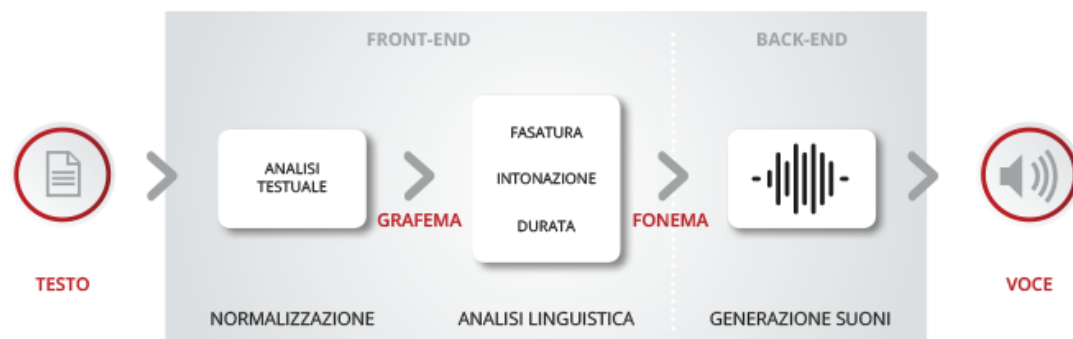 FRONT-END
BACK-END
ANALISI
TESTUALE
FASATURA
INTONAZIONE
DURATA
GRAFEMA
FONEMA
TESTO
VOCE
NORMALIZZAZIONE
ANALISI LINGUISTICA
GENERAZIONE SUONI